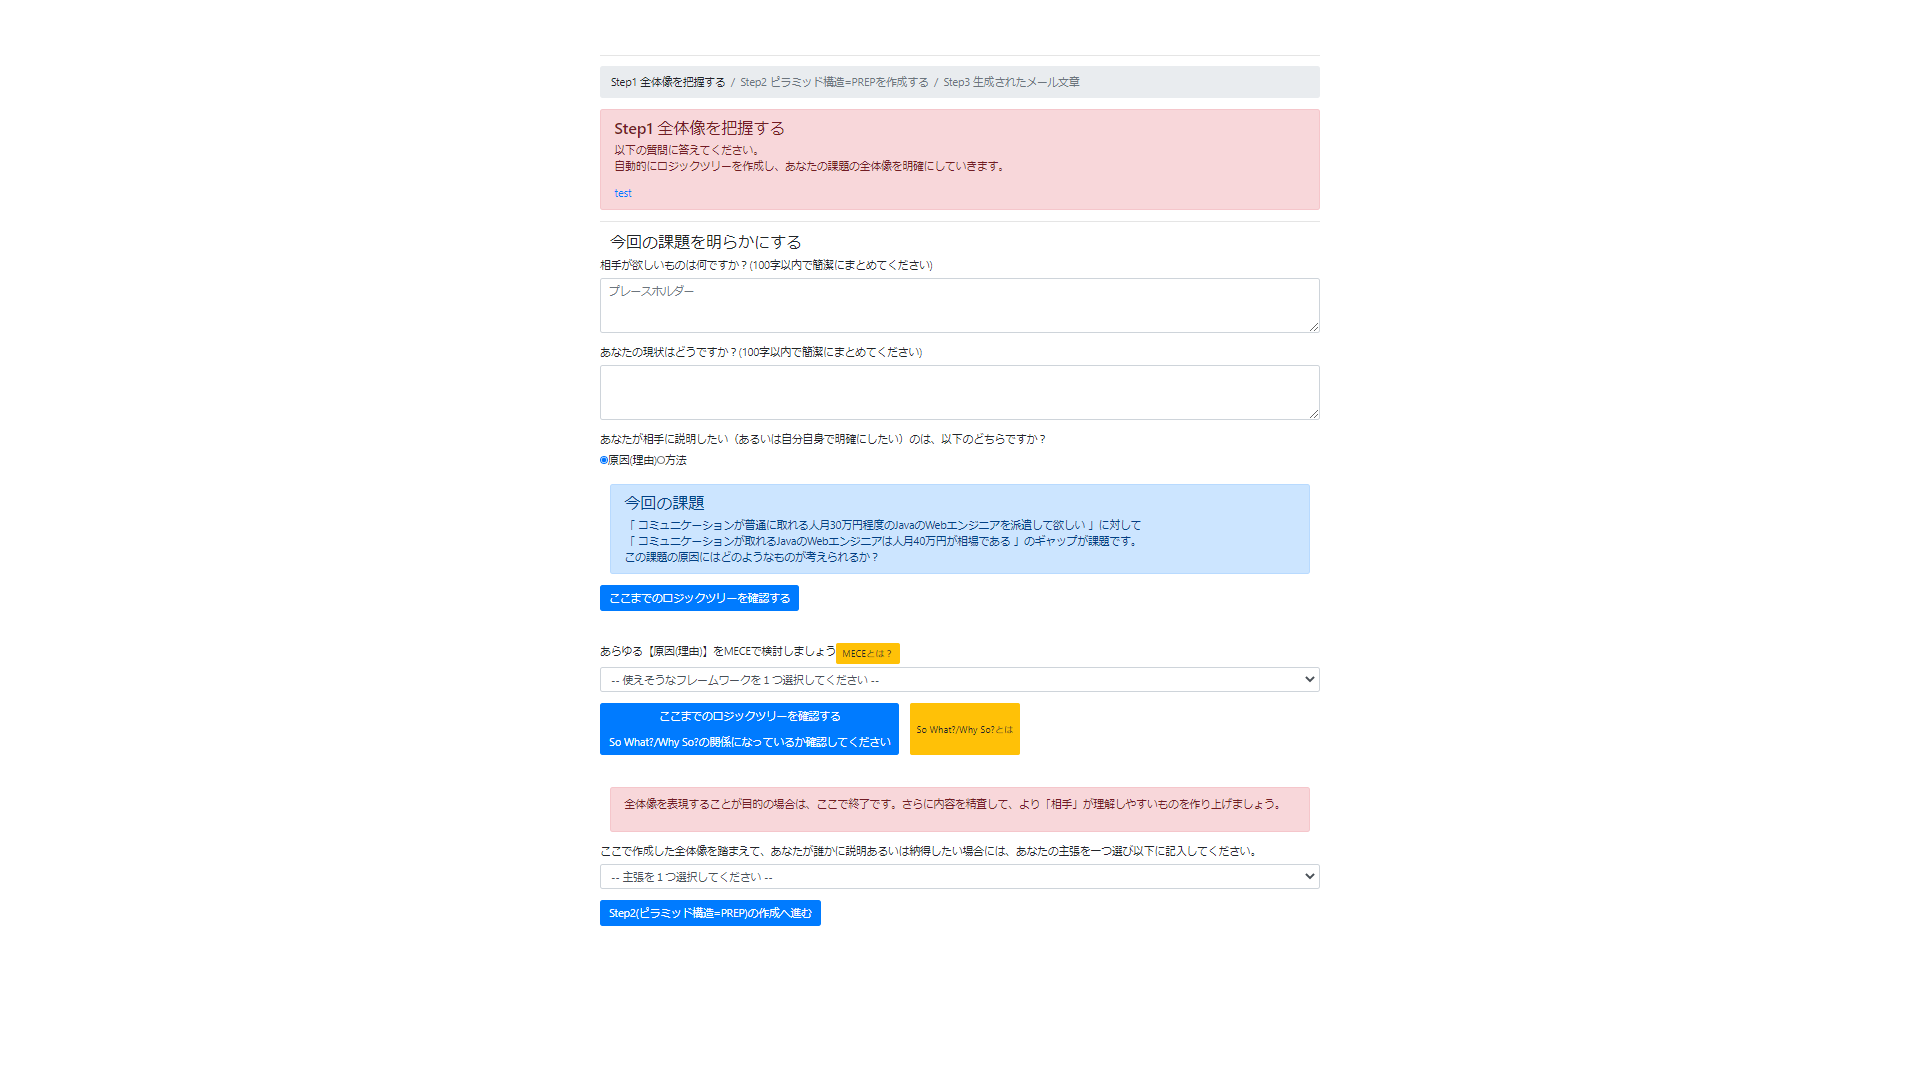 Step1 全体像を把握する / Step2 ピラミッド構造=PREPを作成する / Step3 生成されたメール文章
Step1 全体像を把握する
以下の質問に答えてください。
自動的にロジックツリーを作成し、あなたの課題の全体像を明確にしていきます。
test
今回の課題を明らかにする
相手が欲しいものは何ですか？(100字以内で簡潔にまとめてください)
プレースホルダー
あなたの現状はどうですか？(100字以内で簡潔にまとめてください)
あなたが相手に説明したい（あるいは自分自身で明確にしたい）のは、以下のどちらですか？
原因(理由)方法
今回の課題
「 コミュニケーションが普通に取れる人月30万円程度のJavaのWebエンジニアを派遣して欲しい 」に対して
「 コミュニケーションが取れるJavaのWebエンジニアは人月40万円が相場である 」のギャップが課題です。
この課題の原因にはどのようなものが考えられるか？
ここまでのロジックツリーを確認する
あらゆる【原因(理由)】をMECEで検討しましょう MECEとは？
-- 使えそうなフレームワークを１つ選択してください --
ここまでのロジックツリーを確認する
So What?/Why So?の関係になっているか確認してください
So What?/Why So?とは
全体像を表現することが目的の場合は、ここで終了です。さらに内容を精査して、より「相手」が理解しやすいものを作り上げましょう。
ここで作成した全体像を踏まえて、あなたが誰かに説明あるいは納得したい場合には、あなたの主張を一つ選び以下に記入してください。
-- 主張を１つ選択してください --
Step2(ピラミッド構造=PREP)の作成へ進む